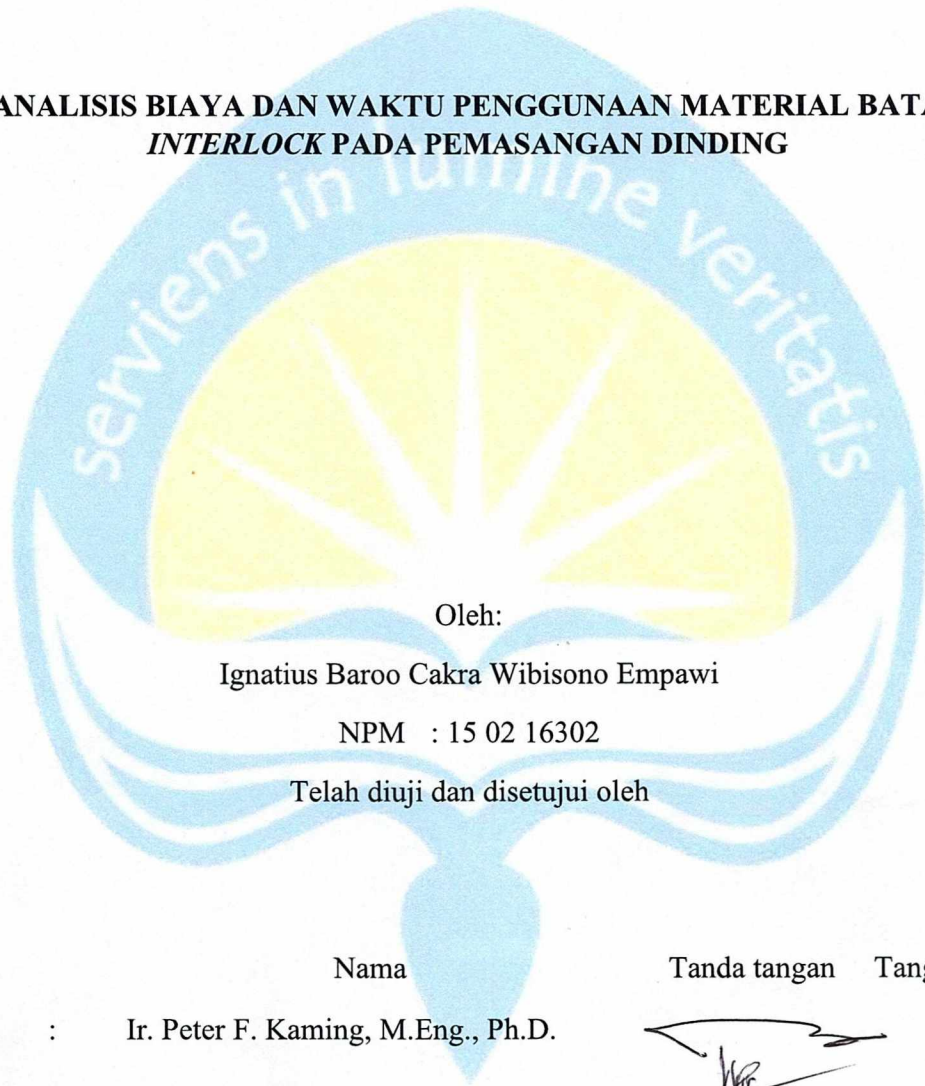 ANALISIS BIAYA DAN WAKTU PENGGUNAAN MATERIAL BATA
INTERLOCK PADA PEMASANGAN DINDING
serviens in lumine veritatis
Oleh:
Ignatius Baroo Cakra Wibisono Empawi
NPM : 15 02 16302
Telah diuji dan disetujui oleh
Nama Tanda tangan
: Ir. Peter F. Kaming, M.Eng., Ph.D.